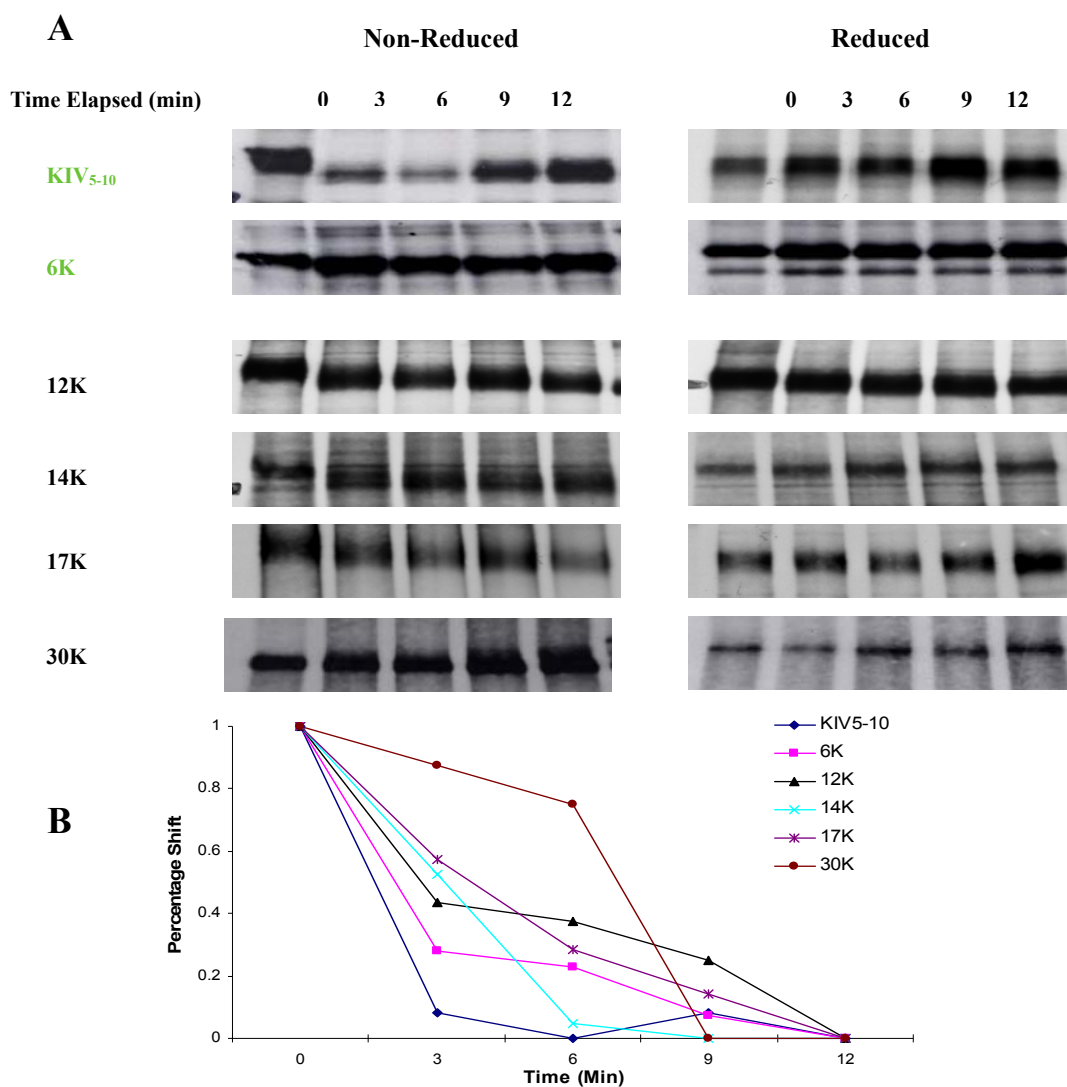 A
Non-Reduced Reduced
Time Elapsed (min) 0 3 6 9 12 0 3 6 9 12
KIV5-10
6K
12K
14K
17K
30K
B
Percentage Shift
1
0.8
0.6
0.4
0.2
0
0 3 6 9 12
Time (Min)
KIV5-10
6K
12K
14K
17K
30K